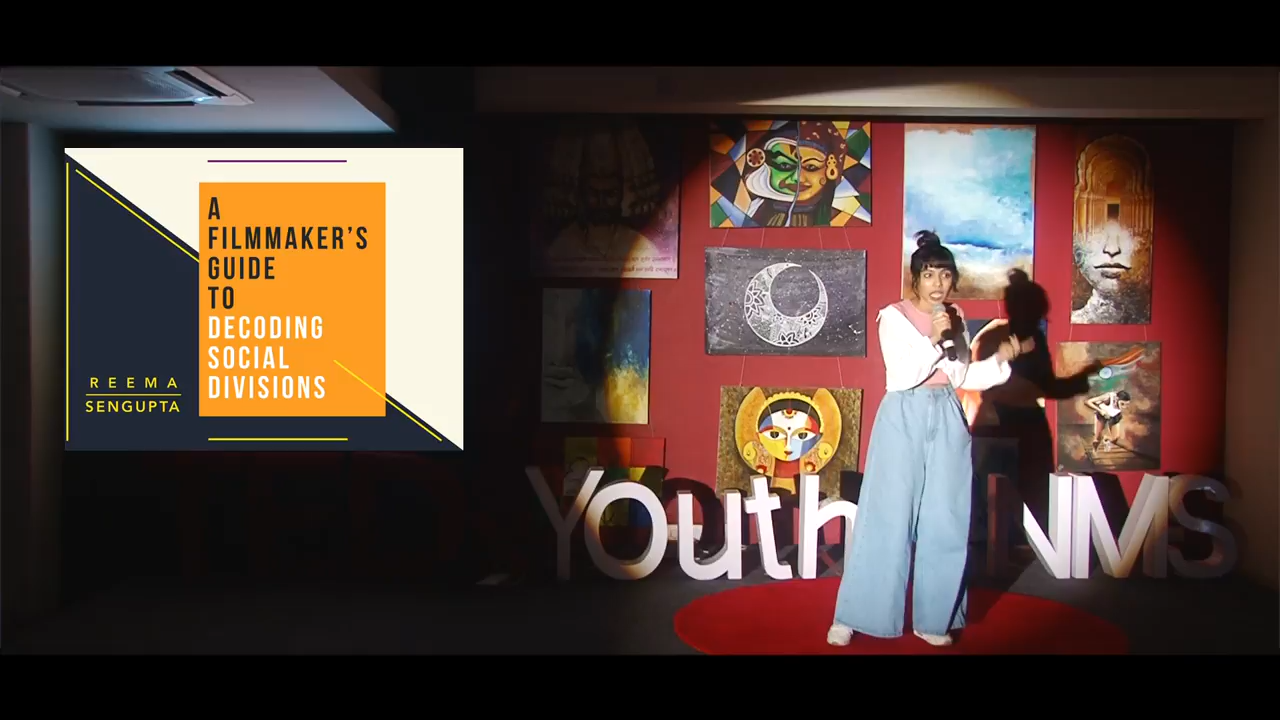 A
FILMMAKER'S
GUIDE
TO
DECODING
SOCIAL
DIVISIONS
REEMA
SENGUPTA
Youth
NMS